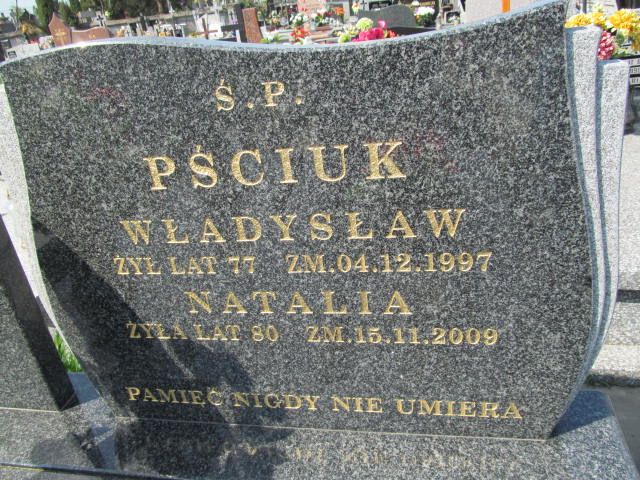 Ś.P.
PŚCIUK
WŁADYSŁAW
ŻYŁ LAT 77 ZM.04.12.1997
NATALIA
ŻYŁA LAT 80 ZM.15.11.2009
PAMIĘĆ NIGDY NIE UMIERA